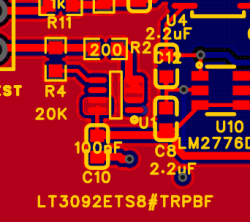 1K
R11
U4
2.2uF
200
R2
C12
EST
R4
20K
U1
U10
LM2776D
100nF
C8
2.2uF
C10
LT3092ETS8#TRPBF